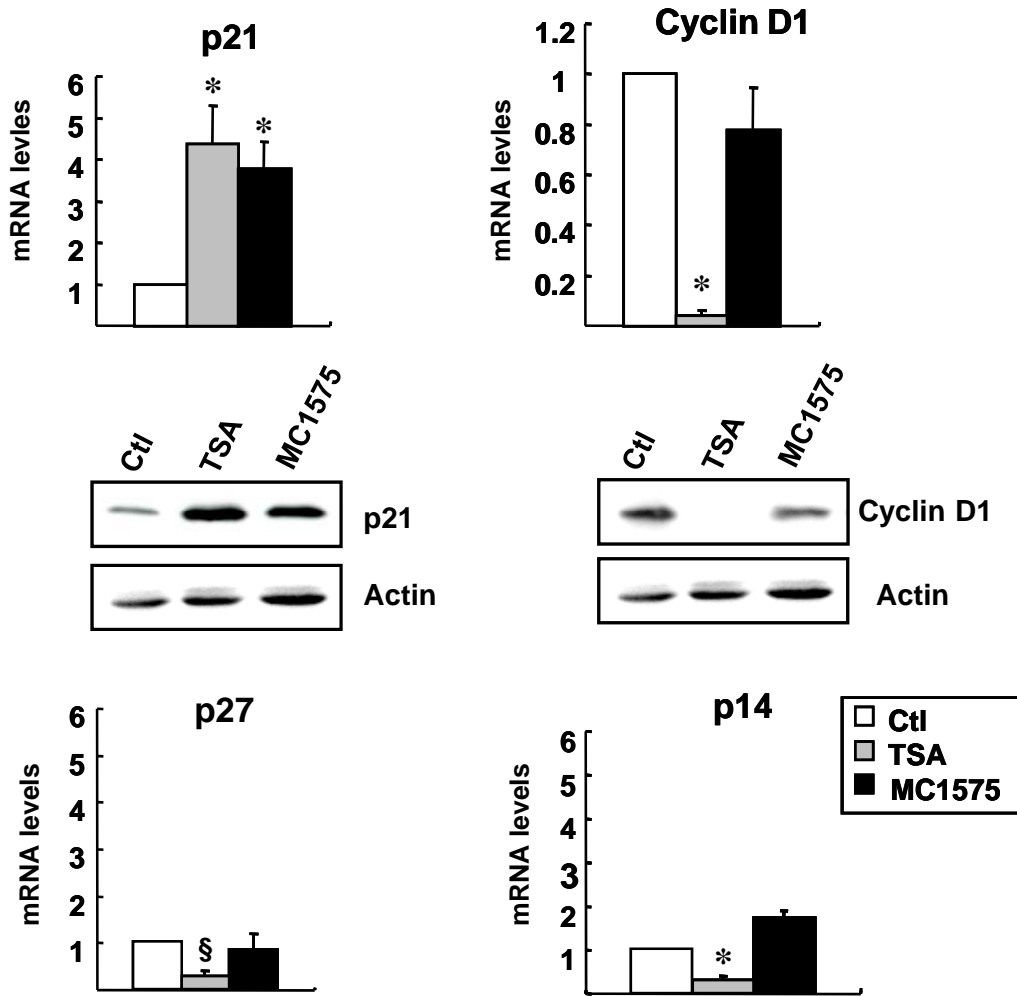 p21
mRNA levles
6
5
4
3
2
1
*
*
Cyclin D1
mRNA levels
1.2
1
0.8
0.6
0.4
0.2
*
Ctl
TSA
MC1575
p21
Actin
Ctl
TSA
MC1575
Cyclin D1
Actin
p27
mRNA levels
6
5
4
3
2
1
§
p14
mRNA levels
6
5
4
3
2
1
*
Ctl
TSA
MC1575